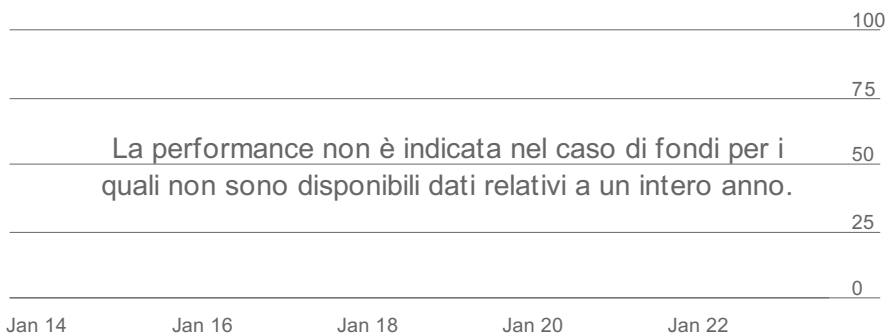 100
75
La performance non è indicata nel caso di fondi per i
50
quali non sono disponibili dati relativi a un intero anno.
25
0
Jan 14 Jan 16 Jan 18 Jan 20 Jan 22